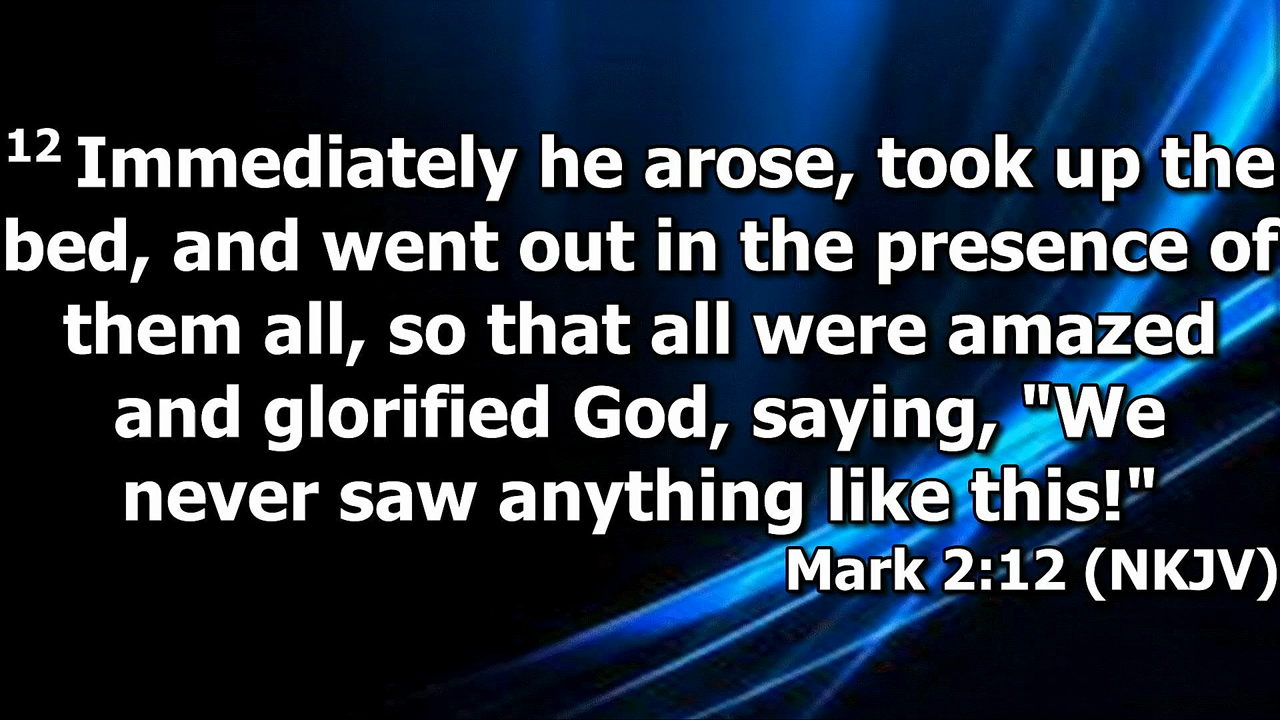 12 Immediately he arose, took up the
bed, and went out in the presence of
them all, so that all were amazed
and glorified God, saying, "We
never saw anything like this!"
Mark 2:12 (NKJV)